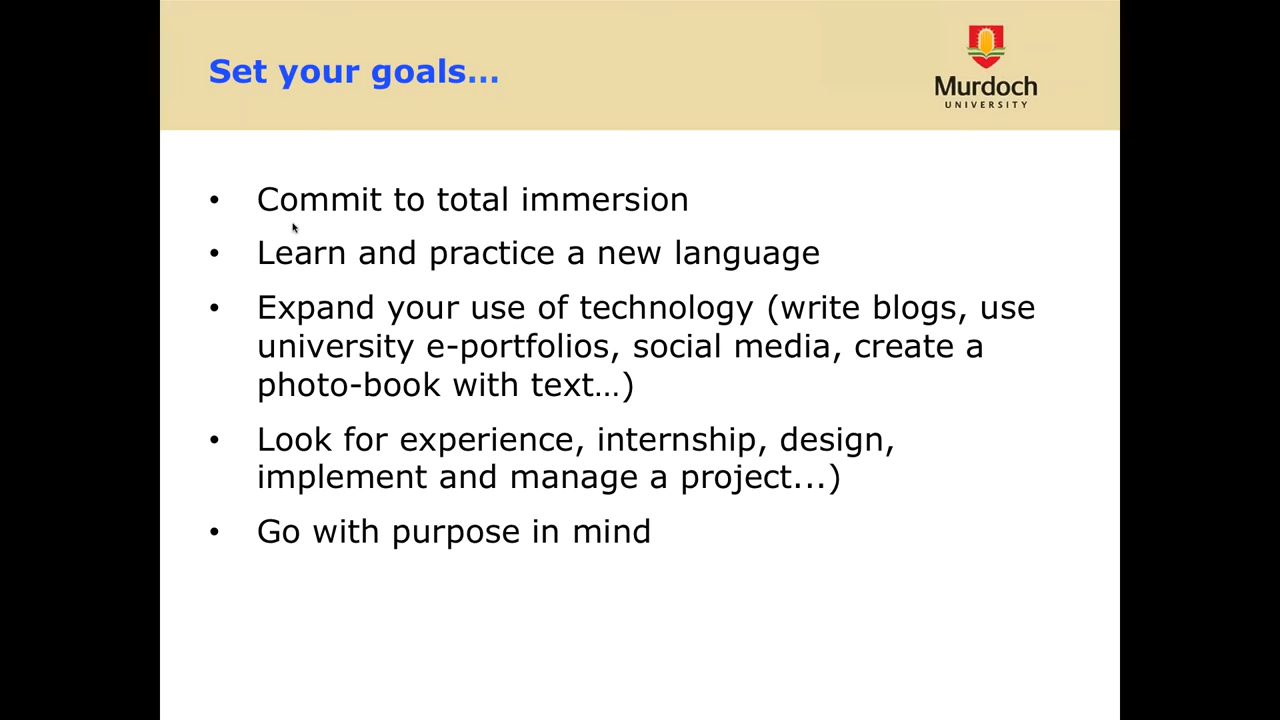 Set your goals...
Murdoch
UNIVERSITY
• Commit to total immersion
• Learn and practice a new language
• Expand your use of technology (write blogs, use
university e-portfolios, social media, create a
photo-book with text…)
• Look for experience, internship, design,
implement and manage a project...)
• Go with purpose in mind